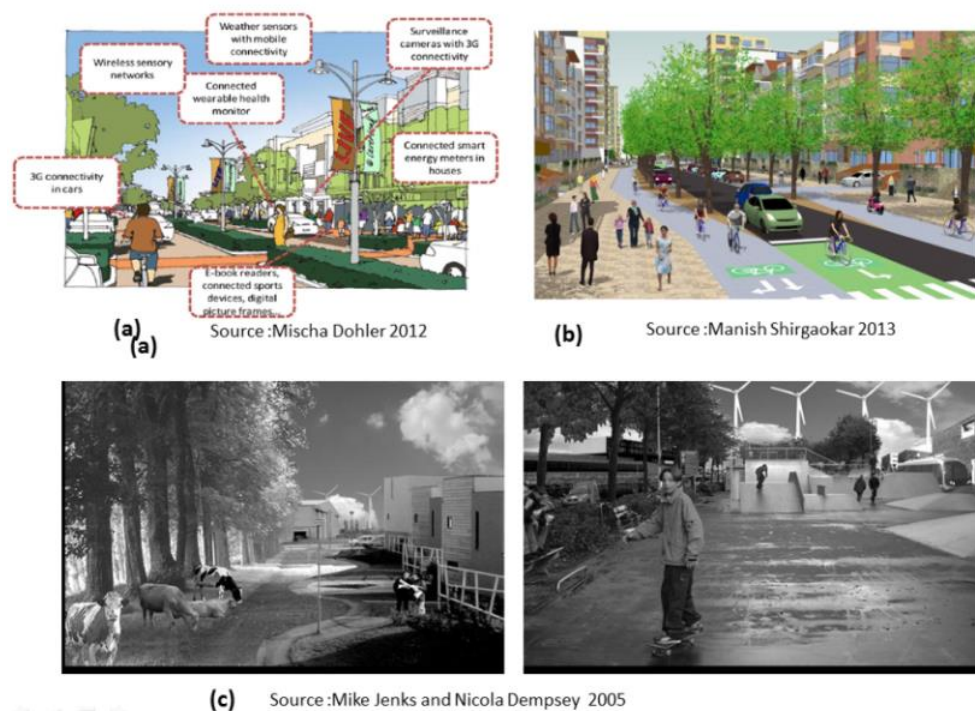 Weather sensors
with mobile
connectivity
Surveillance
cameras with 3G
connectivity
Wireless sensory
networks
Connected
wearable health
monitor
Connected smart
energy meters in
houses
3G connectivity
in cars
E-book readers,
connected sports
devices, digital
picture frames...
(a)
(a)
Source :Mischa Dohler 2012
(b)
Source :Manish Shirgaokar 2013
(c)
Source :Mike Jenks and Nicola Dempsey 2005